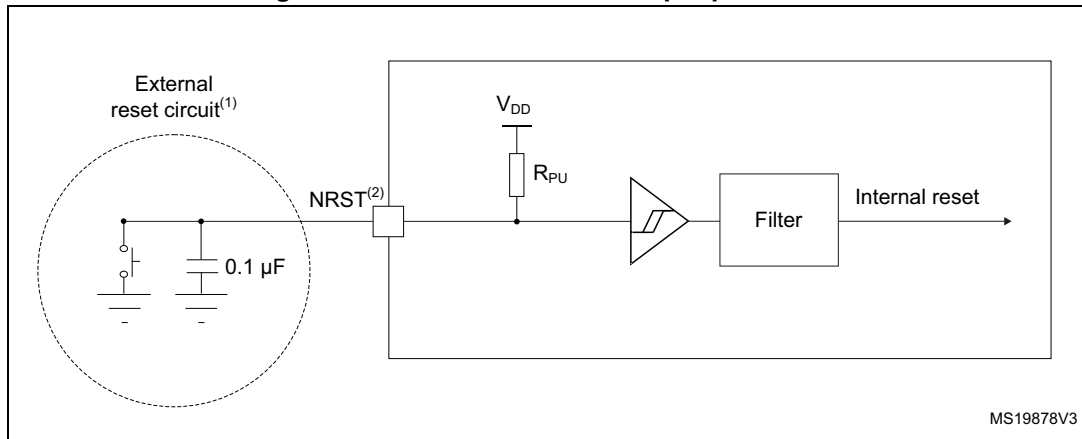 External
reset circuit(1)
VDD
RPU
NRST(2)
Filter
Internal reset
0.1 µF
MS19878V3